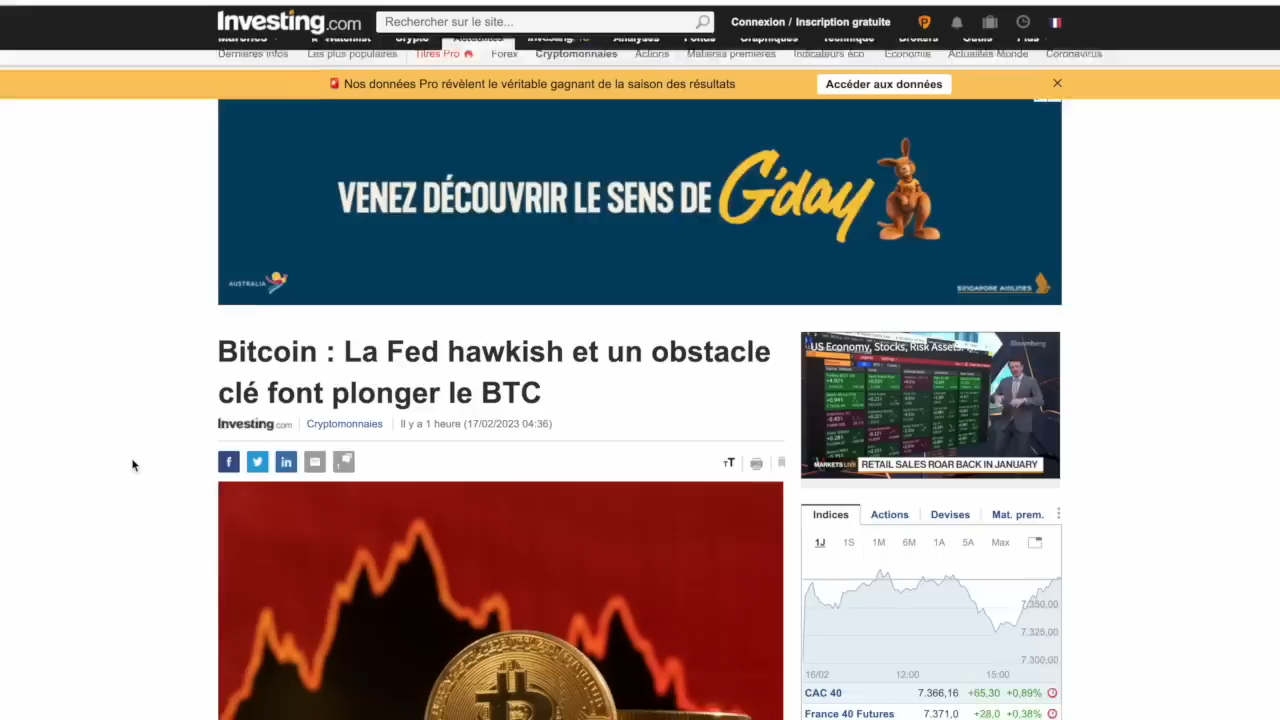 Investing.com
Rechercher sur le site...
Connexion / Inscription gratuite
Dernières infos Les plus populaires Titres Pro Forex Cryptomonnaies Actions Matières premières Indicateurs éco Économie Actualités Monde Coronavirus
Nos données Pro révèlent le véritable gagnant de la saison des résultats
Accéder aux données
VENEZ DÉCOUVRIR LE SENS DE G'day
AUSTRALIA
SINGAPORE AIRLINES
Bitcoin : La Fed hawkish et un obstacle
clé font plonger le BTC
Investing.com Cryptomonnaies Il y a 1 heure (17/02/2023 04:36)
TT
US Economy, Stocks, Risk Asset
Bloomberg
MARKETS LIVE RETAIL SALES ROAR BACK IN JANUARY
Indices Actions Devises Mat. prem.
1J 1S 1M 6M 1A 5A Max
7.350,00
7.325,00
7.300,00
16/02 12:00 15:00
CAC 40 7.366,16 +65,30 +0,89%
France 40 Futures 7.371,0 +28,0 +0,38%